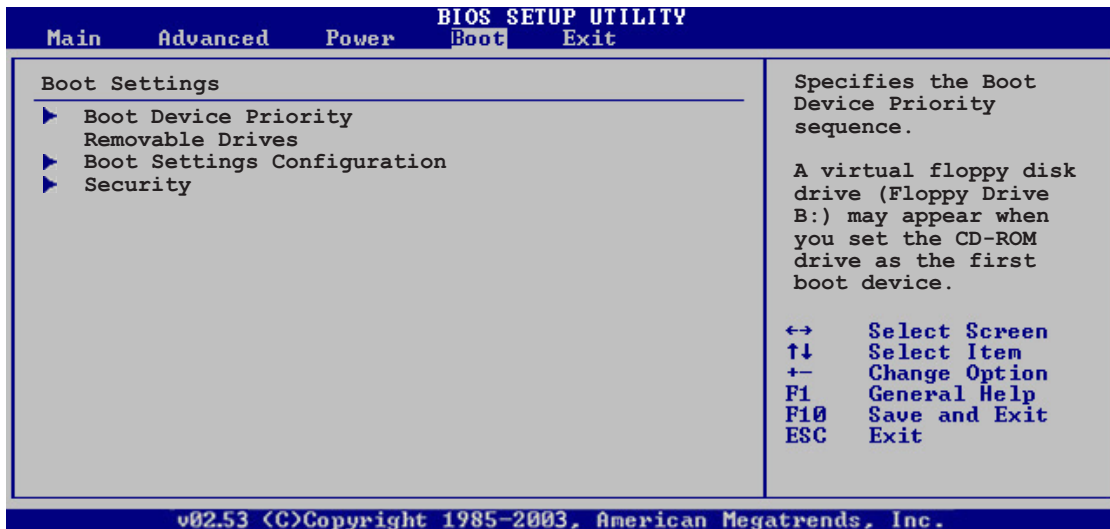 BIOS SETUP UTILITY
Main Advanced Power Boot Exit
Boot Settings
Boot Device Priority
Removable Drives
Boot Settings Configuration
Security
Specifies the Boot
Device Priority
sequence.
A virtual floppy disk
drive (Floppy Drive
B:) may appear when
you set the CD-ROM
drive as the first
boot device.
←→ Select Screen
↑↓ Select Item
+- Change Option
F1 General Help
F10 Save and Exit
ESC Exit
v02.53 (C)Copyright 1985-2003, American Megatrends, Inc.